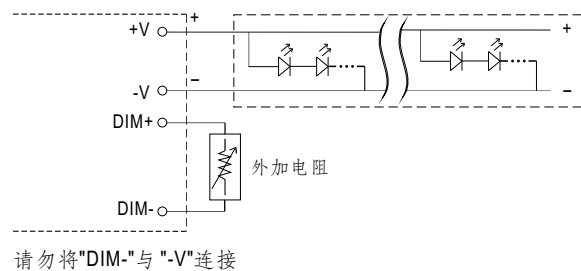 +V
+
+
-V
−
−
DIM+
外加电阻
DIM-
请勿将"DIM-"与 "-V"连接